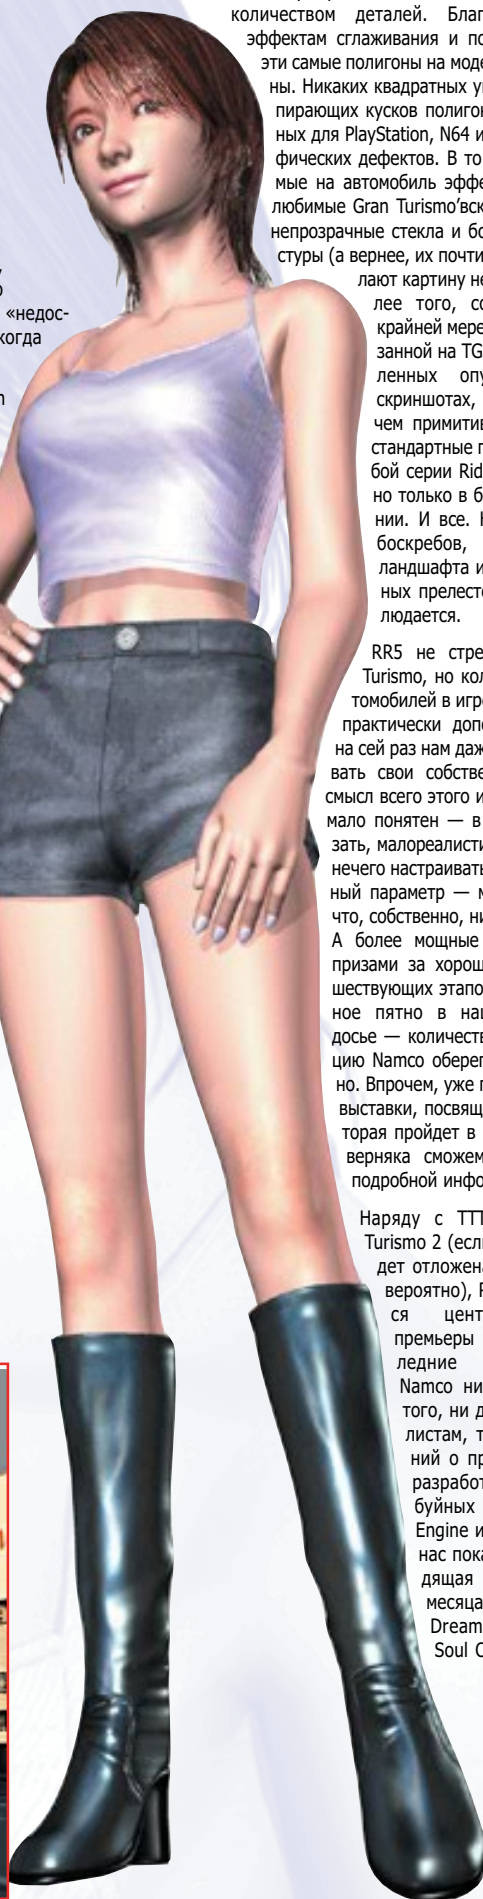 «недос-
когда
количеством деталей. Благ
эффектам сглаживания и по
эти самые полигоны на моде
ны. Никаких квадратных у
пирающих кусков полигон
ных для PlayStation, N64 и
фических дефектов. В то
мые на автомобиль эффе
любимые Gran Turismo’вск
непрозрачные стекла и бо
стуры (а вернее, их почти
лают картину не
лее того, со
крайней мере
занной на TG
ленных опу
скриншотах,
чем примитив
стандартные п
бой серии Rid
но только в б
нии. И все. Н
боскребов,
ландшафта и
ных прелесте
людается.
RR5 не стре
Turismo, но кол
томобилей в игре
практически допо
на сей раз нам даж
вать свои собстве
смысл всего этого и
мало понятен — в
зать, малореалисти
нечего настраивать
ный параметр — м
что, собственно, ни
А более мощные
призами за хорош
шествующих этапо
ное пятно в наш
досье — количеств
цию Namco оберег
но. Впрочем, уже п
выставки, посвящ
торая пройдет в
верняка сможем
подробной инфо
Наряду с ТТТ
Turismo 2 (если
дет отложена
вероятно), R
ся цент
премьеры
ледние
Namco ни
того, ни д
листам, т
ний о пр
разработ
буйных
Engine и
нас пока
дящая
месяца
Dream
Soul C